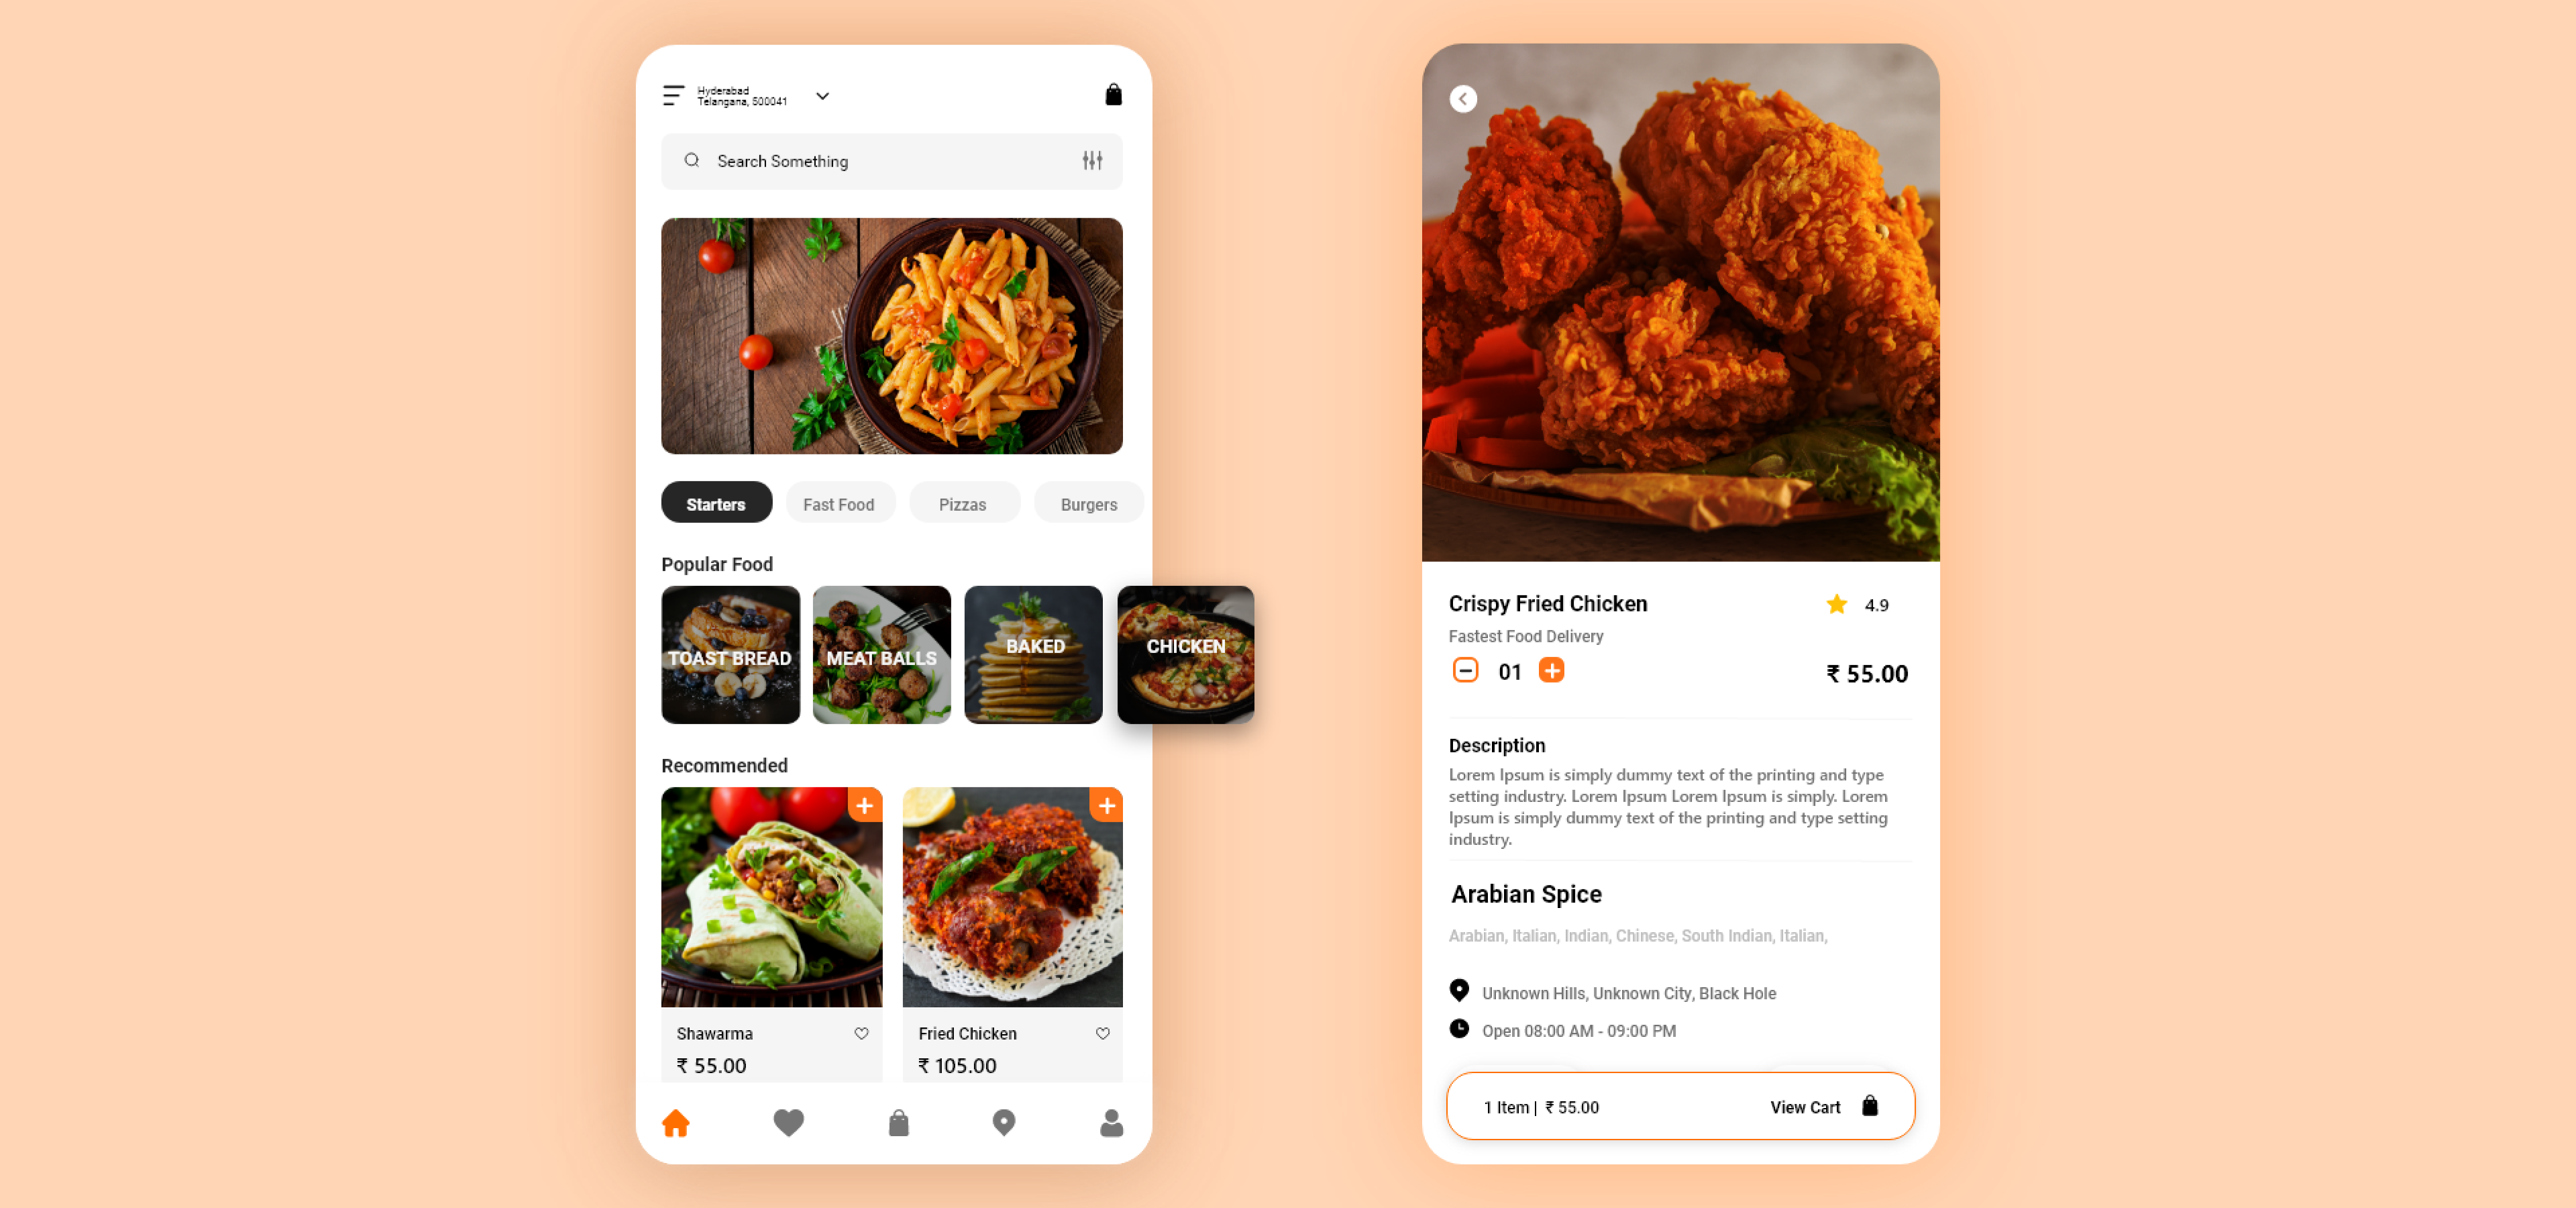 Hyderabad
Telangana, 500041
Search Something
Starters
Fast Food
Pizzas
Burgers
Popular Food
TOAST BREAD
MEAT BALLS
BAKED
CHICKEN
Recommended
Shawarma
₹ 55.00
Fried Chicken
₹ 105.00
Crispy Fried Chicken
4.9
Fastest Food Delivery
01
₹ 55.00
Description
Lorem Ipsum is simply dummy text of the printing and type
setting industry. Lorem Ipsum Lorem Ipsum is simply. Lorem
Ipsum is simply dummy text of the printing and type setting
industry.
Arabian Spice
Arabian, Italian, Indian, Chinese, South Indian, Italian,
Unknown Hills, Unknown City, Black Hole
Open 08:00 AM - 09:00 PM
1 Item | ₹ 55.00
View Cart